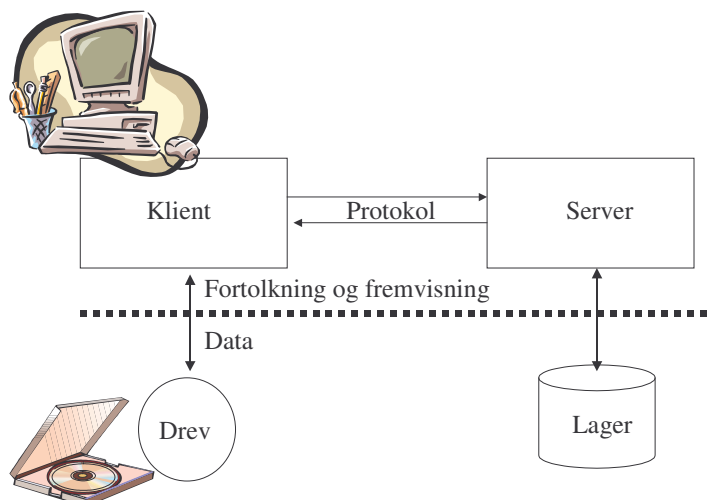 Klient
Protokol
Server
Fortolkning og fremvisning
Data
Drev
Lager